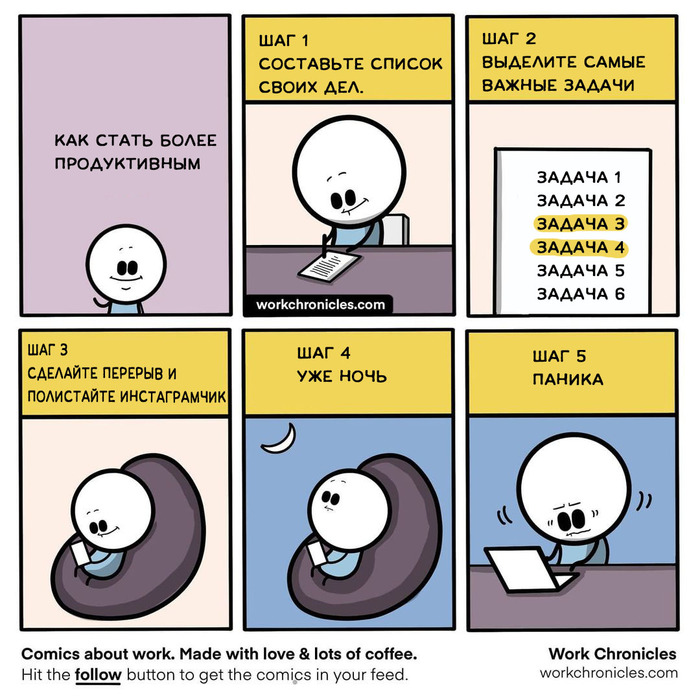 КАК СТАТЬ БОЛЕЕ
ПРОДУКТИВНЫМ
ШАГ 1
СОСТАВЬТЕ СПИСОК
СВОИХ ДЕЛ.
workchronicles.com
ШАГ 2
ВЫДЕЛИТЕ САМЫЕ
ВАЖНЫЕ ЗАДАЧИ
ЗАДАЧА 1
ЗАДАЧА 2
ЗАДАЧА 3
ЗАДАЧА 4
ЗАДАЧА 5
ЗАДАЧА 6
ШАГ 3
СДЕЛАЙТЕ ПЕРЕРЫВ И
ПОЛИСТАЙТЕ ИНСТАГРАМЧИК
ШАГ 4
УЖЕ НОЧЬ
ШАГ 5
ПАНИКА
Comics about work. Made with love & lots of coffee.
Hit the follow button to get the comics in your feed.
Work Chronicles
workchronicles.com